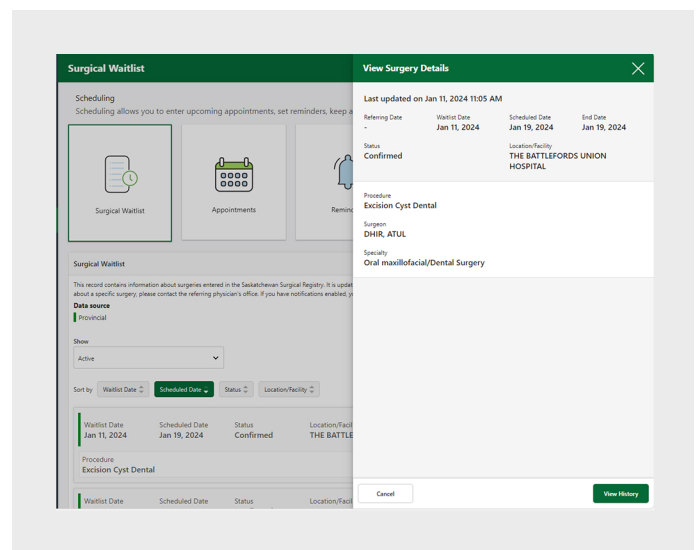 Surgical Waitlist
Scheduling
Scheduling allows you to enter upcoming appointments, set reminders, keep a
Surgical Waitlist
Appointments
Surgical Waitlist
This record contains information about surgeries entered in the Saskatchewan Surgical Registry. It is
about a specific surgery, please contact the referring physician's office. If you have notifications enabled,
Data source
Provincial
Show
Active
Sort by Waitlist Date Scheduled Date Status Location/Facility
Waitlist Date Scheduled Date Status
Jan 11, 2024 Jan 19, 2024 Confirmed THE
Procedure
Excision Cyst Dental
Waitlist Date Scheduled Date Status
View Surgery Details
Last updated on Jan 11, 2024 11:05 AM
Referring Date Waitlist Date Scheduled Date End Date
- Jan 11, 2024 Jan 19, 2024 Jan 19, 2024
Status Location/Facility
Confirmed THE BATTLEFORDS UNION
HOSPITAL
Procedure
Excision Cyst Dental
Surgeon
DHIR, ATUL
Specialty
Oral maxillofacial/Dental Surgery
Cancel View History